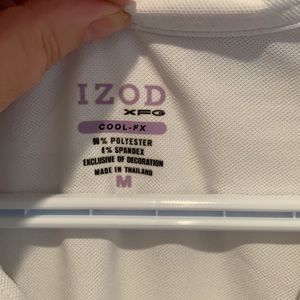 IZOD
XFG
COOL-FX
96% POLYESTER
4% SPANDEX
EXCLUSIVE OF DECORATION
MADE IN THAILAND
M